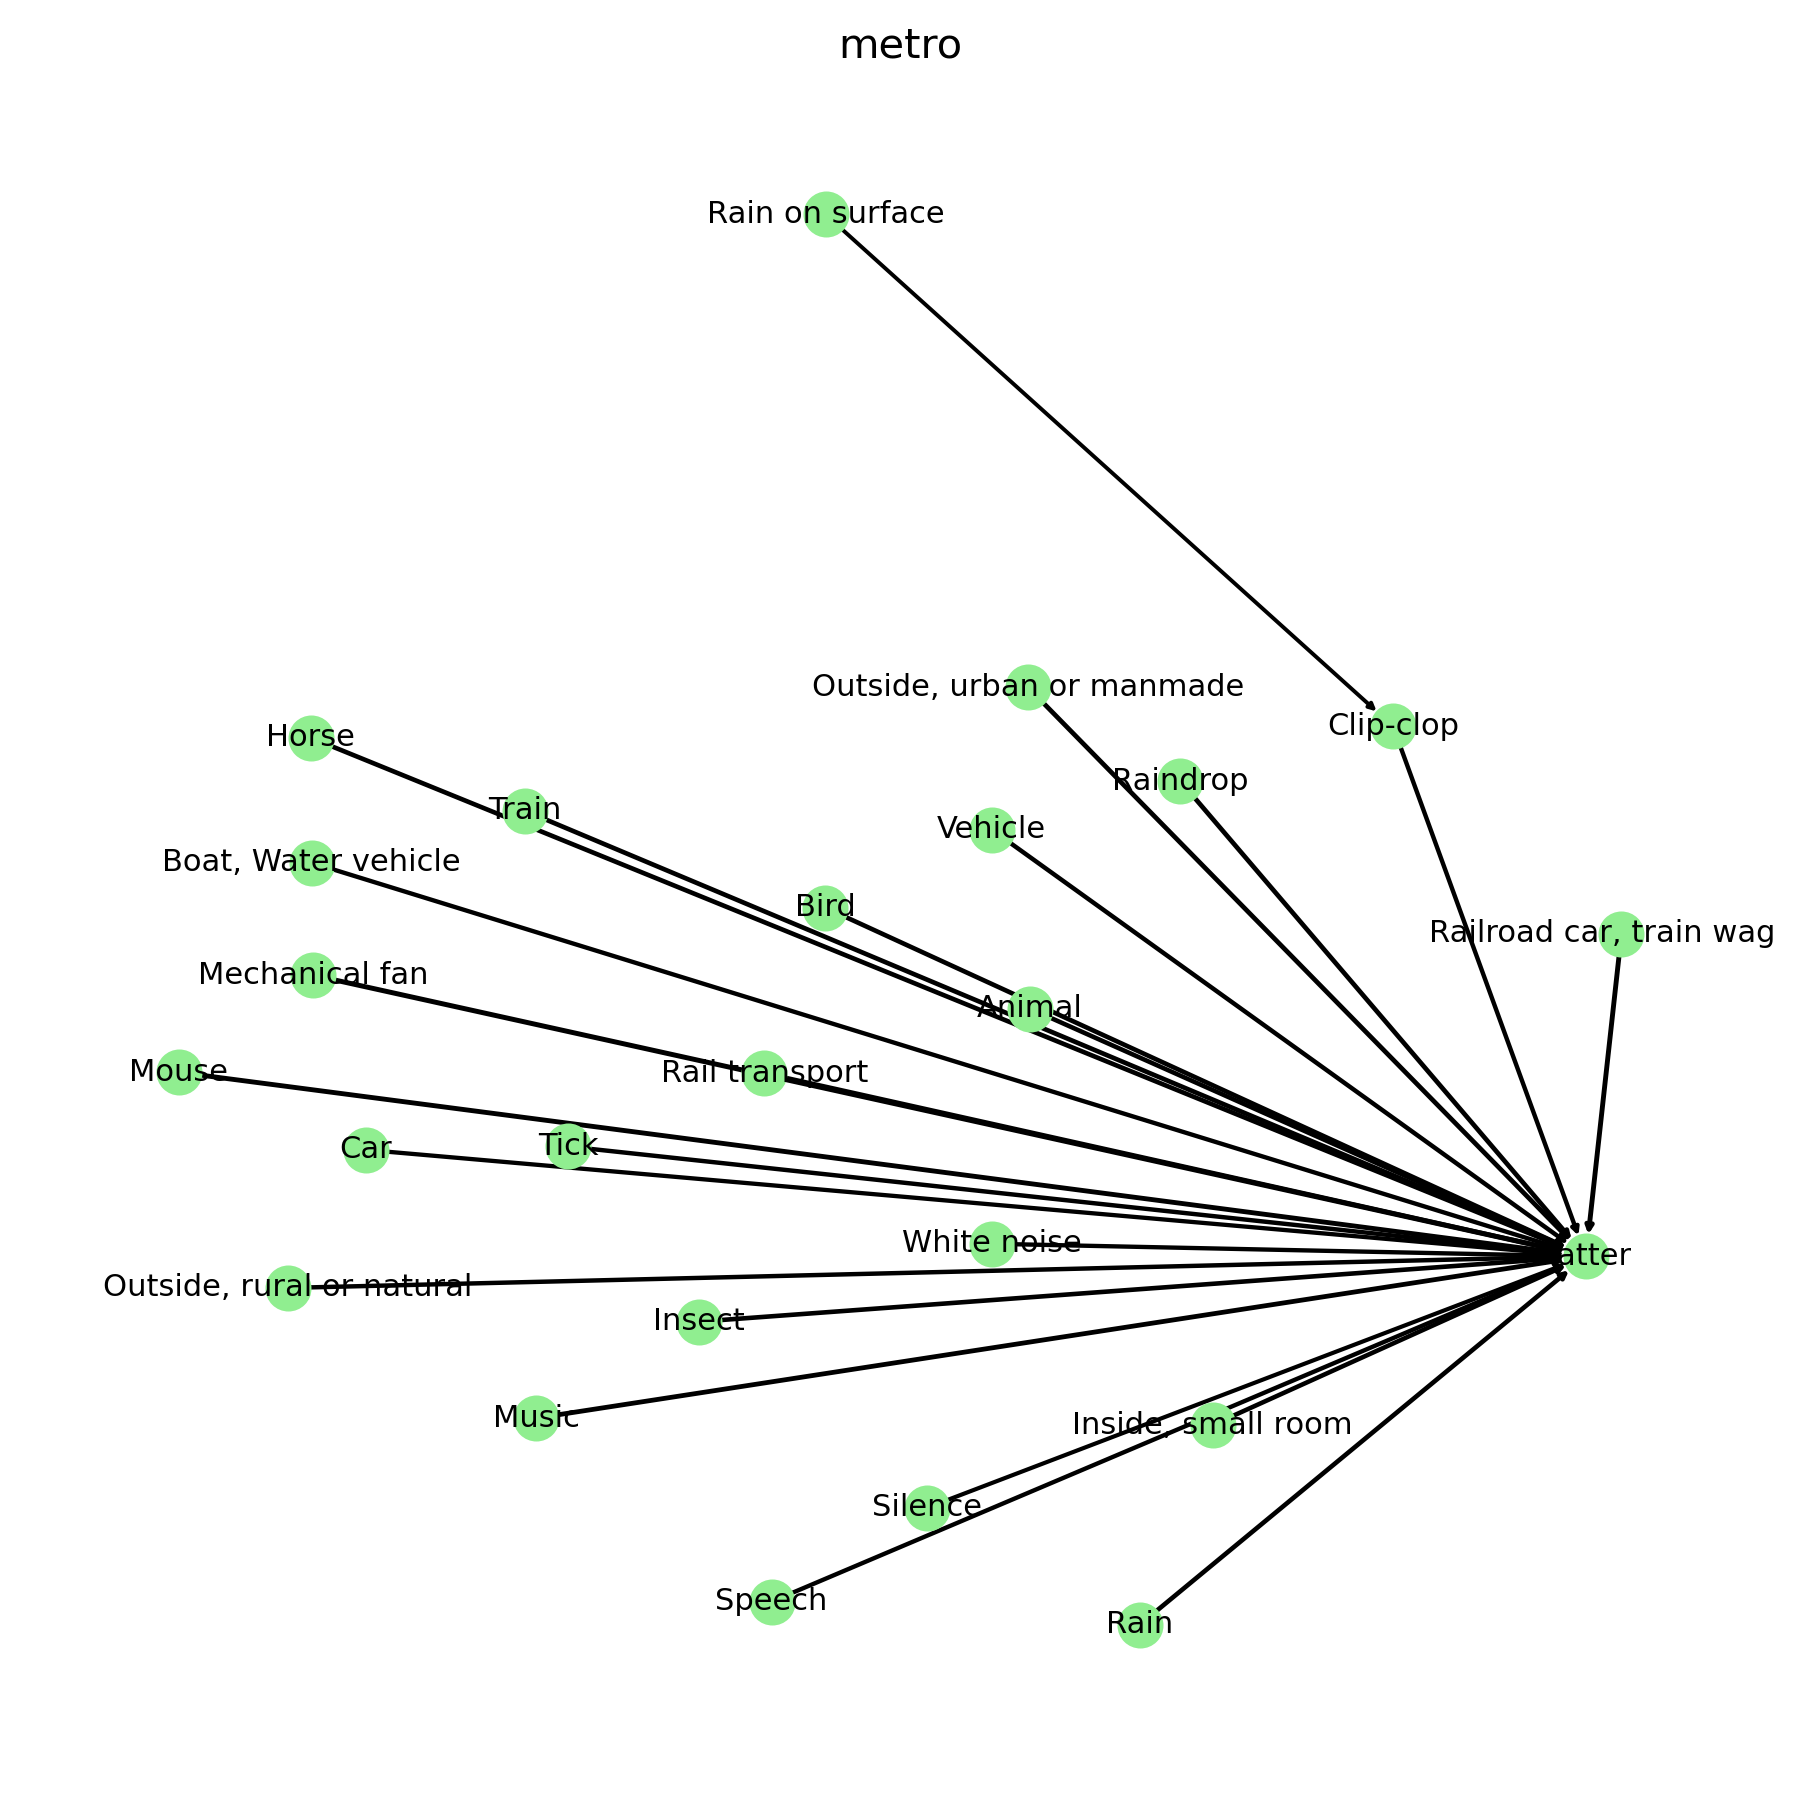 metro
Rain on surface
Outside, urban or manmade
Clip-clop
Horse
Raindrop
Train
Vehicle
Boat, Water vehicle
Bird
Railroad car, train wag
Mechanical fan
Animal
Mouse
Rail transport
Car
Tick
White noise
atter
Outside, rural or natural
Insect
Music
Inside, small room
Silence
Speech
Rain